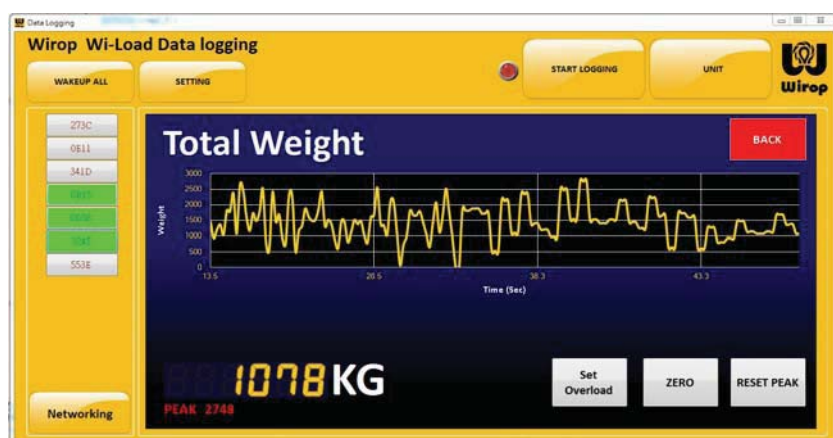 Data Logging
Wirop Wi-Load Data logging
WAKEUP ALL
SETTING
START LOGGING
UNIT
Wirop
273C
0E11
341D
553E
Networking
Total Weight
BACK
Weight
3000
2500
2000
1500
1000
500
0
13.5
28.5
38.3
43.3
Time (Sec)
1078 KG
PEAK 2748
Set
Overload
ZERO
RESET PEAK